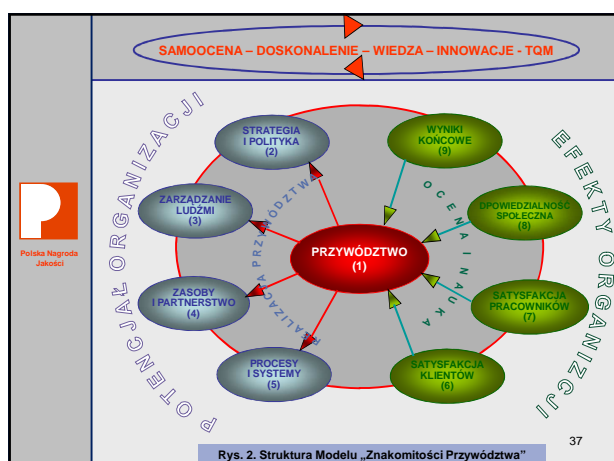 SAMOOCENA – DOSKONALENIE – WIEDZA – INNOWACJE - TQM
POTENCJAŁ ORGANIZACJI
EFEKTY ORGANIZCJI
STRATEGIA
I POLITYKA
(2)
WYNIKI
KOŃCOWE
(9)
ZARZĄDZANIE
LUDŹMI
(3)
DPOWIEDZIALNOŚĆ
SPOŁECZNA
(8)
REALIZACJA PRZYWÓDZTWA
OCENA I NAUKA
PRZYWÓDZTWO
(1)
Polska Nagroda
Jakości
ZASOBY
I PARTNERSTWO
(4)
SATYSFAKCJA
PRACOWNIKÓW
(7)
PROCESY
I SYSTEMY
(5)
SATYSFAKCJA
KLIENTÓW
(6)
37
Rys. 2. Struktura Modelu „Znakomitości Przywództwa”